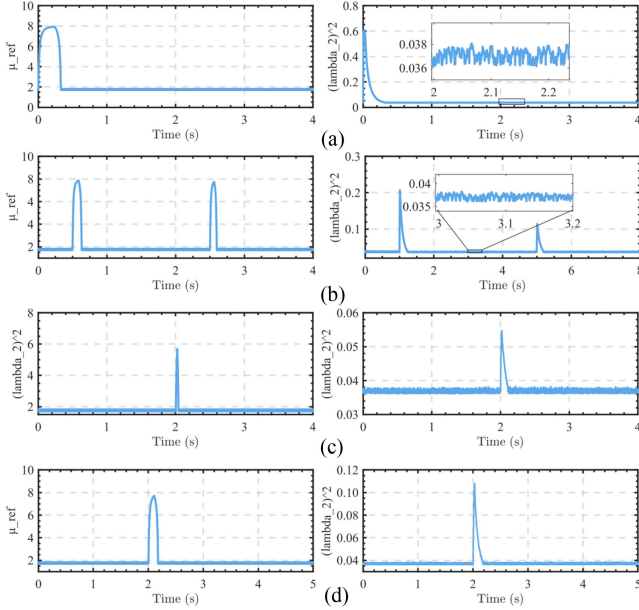 10
8
6
4
2
0 1 2 3 4
μ_ref
Time (s)
0.8
0.6
0.4
0.2
0
0 1 2 3 4
(lambda_2)^2
Time (s)
0.038
0.036
2 2.1 2.2
(a)
10
8
6
4
2
0 1 2 3 4
μ_ref
Time (s)
0.3
0.2
0.1
0 2 4 6 8
(lambda_2)^2
Time (s)
0.04
0.035
3 3.1 3.2
(b)
8
6
4
2
0 1 2 3 4
(lambda_2)^2
Time (s)
0.06
0.05
0.04
0.03
0 1 2 3 4
(lambda_2)^2
Time (s)
(c)
10
8
6
4
2
0 1 2 3 4 5
μ_ref
Time (s)
0.12
0.10
0.08
0.06
0.04
0 1 2 3 4 5
(lambda_2)^2
Time (s)
(d)